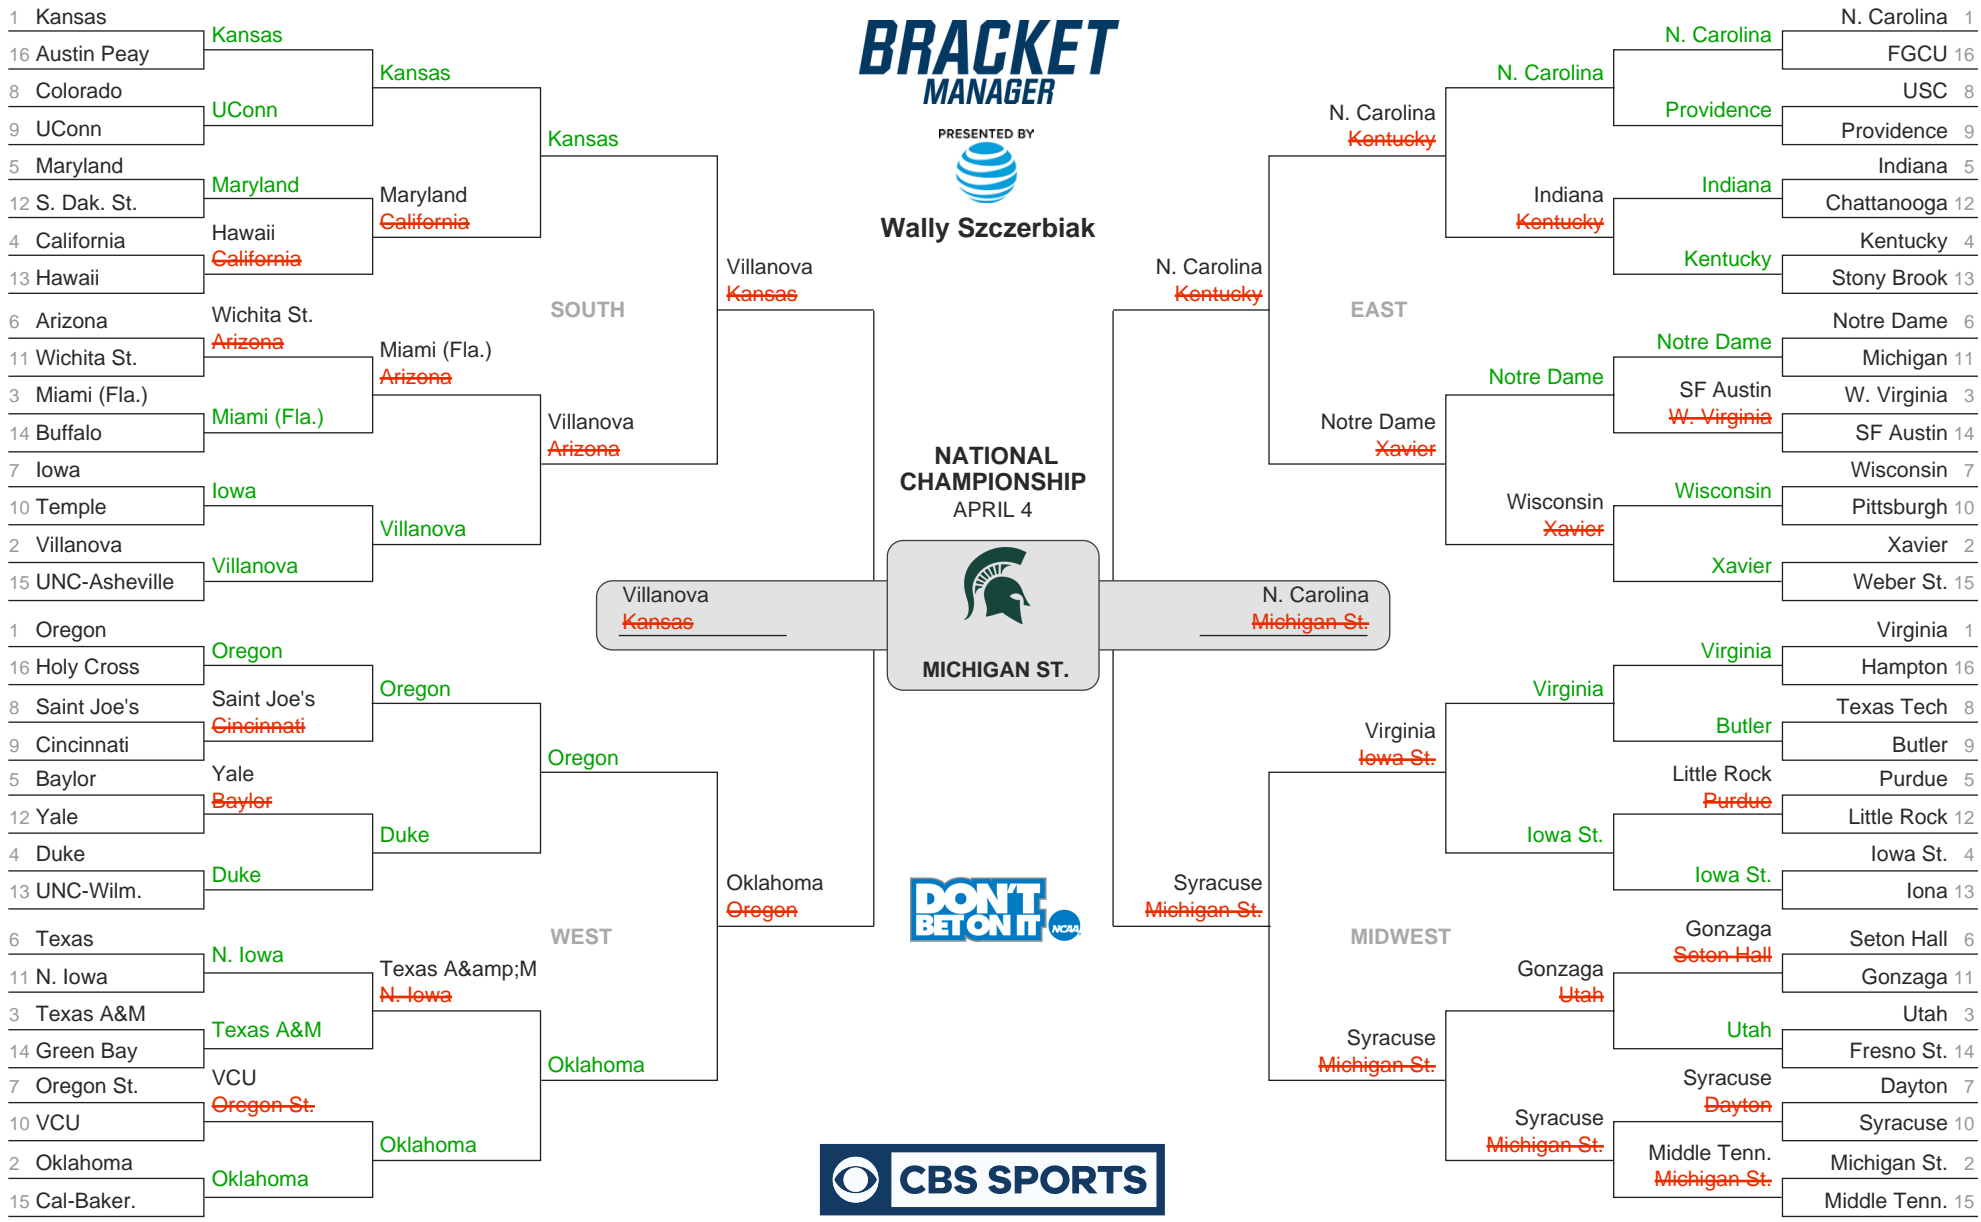 BRACKET
MANAGER
PRESENTED BY
Wally Szczerbiak
1 Kansas
16 Austin Peay
8 Colorado
9 UConn
5 Maryland
12 S. Dak. St.
4 California
13 Hawaii
6 Arizona
11 Wichita St.
3 Miami (Fla.)
14 Buffalo
7 Iowa
10 Temple
2 Villanova
15 UNC-Asheville
Kansas
UConn
Maryland
Hawaii
California
Wichita St.
Arizona
Miami (Fla.)
Iowa
Villanova
Kansas
Maryland
California
Miami (Fla.)
Arizona
Villanova
Kansas
Villanova
Arizona
SOUTH
Villanova
Kansas
1 Oregon
16 Holy Cross
8 Saint Joe's
9 Cincinnati
5 Baylor
12 Yale
4 Duke
13 UNC-Wilm.
6 Texas
11 N. Iowa
3 Texas A&M
14 Green Bay
7 Oregon St.
10 VCU
2 Oklahoma
15 Cal-Baker.
Oregon
Saint Joe's
Cincinnati
Yale
Baylor
Duke
N. Iowa
Texas A&M
VCU
Oregon St.
Oklahoma
Oregon
Duke
Texas A&amp;M
N. Iowa
Oklahoma
Oregon
Oklahoma
WEST
Oklahoma
Oregon
NATIONAL
CHAMPIONSHIP
APRIL 4
Villanova
Kansas
MICHIGAN ST.
N. Carolina
Michigan St.
DON'T
BET ON IT
NCAA
CBS SPORTS
N. Carolina
Kentucky
EAST
N. Carolina
Kentucky
Notre Dame
Xavier
N. Carolina
Indiana
Kentucky
Notre Dame
Wisconsin
Xavier
N. Carolina
Providence
Indiana
Kentucky
Notre Dame
SF Austin
W. Virginia
Wisconsin
Xavier
N. Carolina 1
FGCU 16
USC 8
Providence 9
Indiana 5
Chattanooga 12
Kentucky 4
Stony Brook 13
Notre Dame 6
Michigan 11
W. Virginia 3
SF Austin 14
Wisconsin 7
Pittsburgh 10
Xavier 2
Weber St. 15
Syracuse
Michigan St.
MIDWEST
Virginia
Iowa St.
Syracuse
Michigan St.
Virginia
Iowa St.
Gonzaga
Utah
Syracuse
Michigan St.
Virginia
Butler
Little Rock
Purdue
Iowa St.
Gonzaga
Seton Hall
Utah
Syracuse
Dayton
Middle Tenn.
Michigan St.
Virginia 1
Hampton 16
Texas Tech 8
Butler 9
Purdue 5
Little Rock 12
Iowa St. 4
Iona 13
Seton Hall 6
Gonzaga 11
Utah 3
Fresno St. 14
Dayton 7
Syracuse 10
Michigan St. 2
Middle Tenn. 15